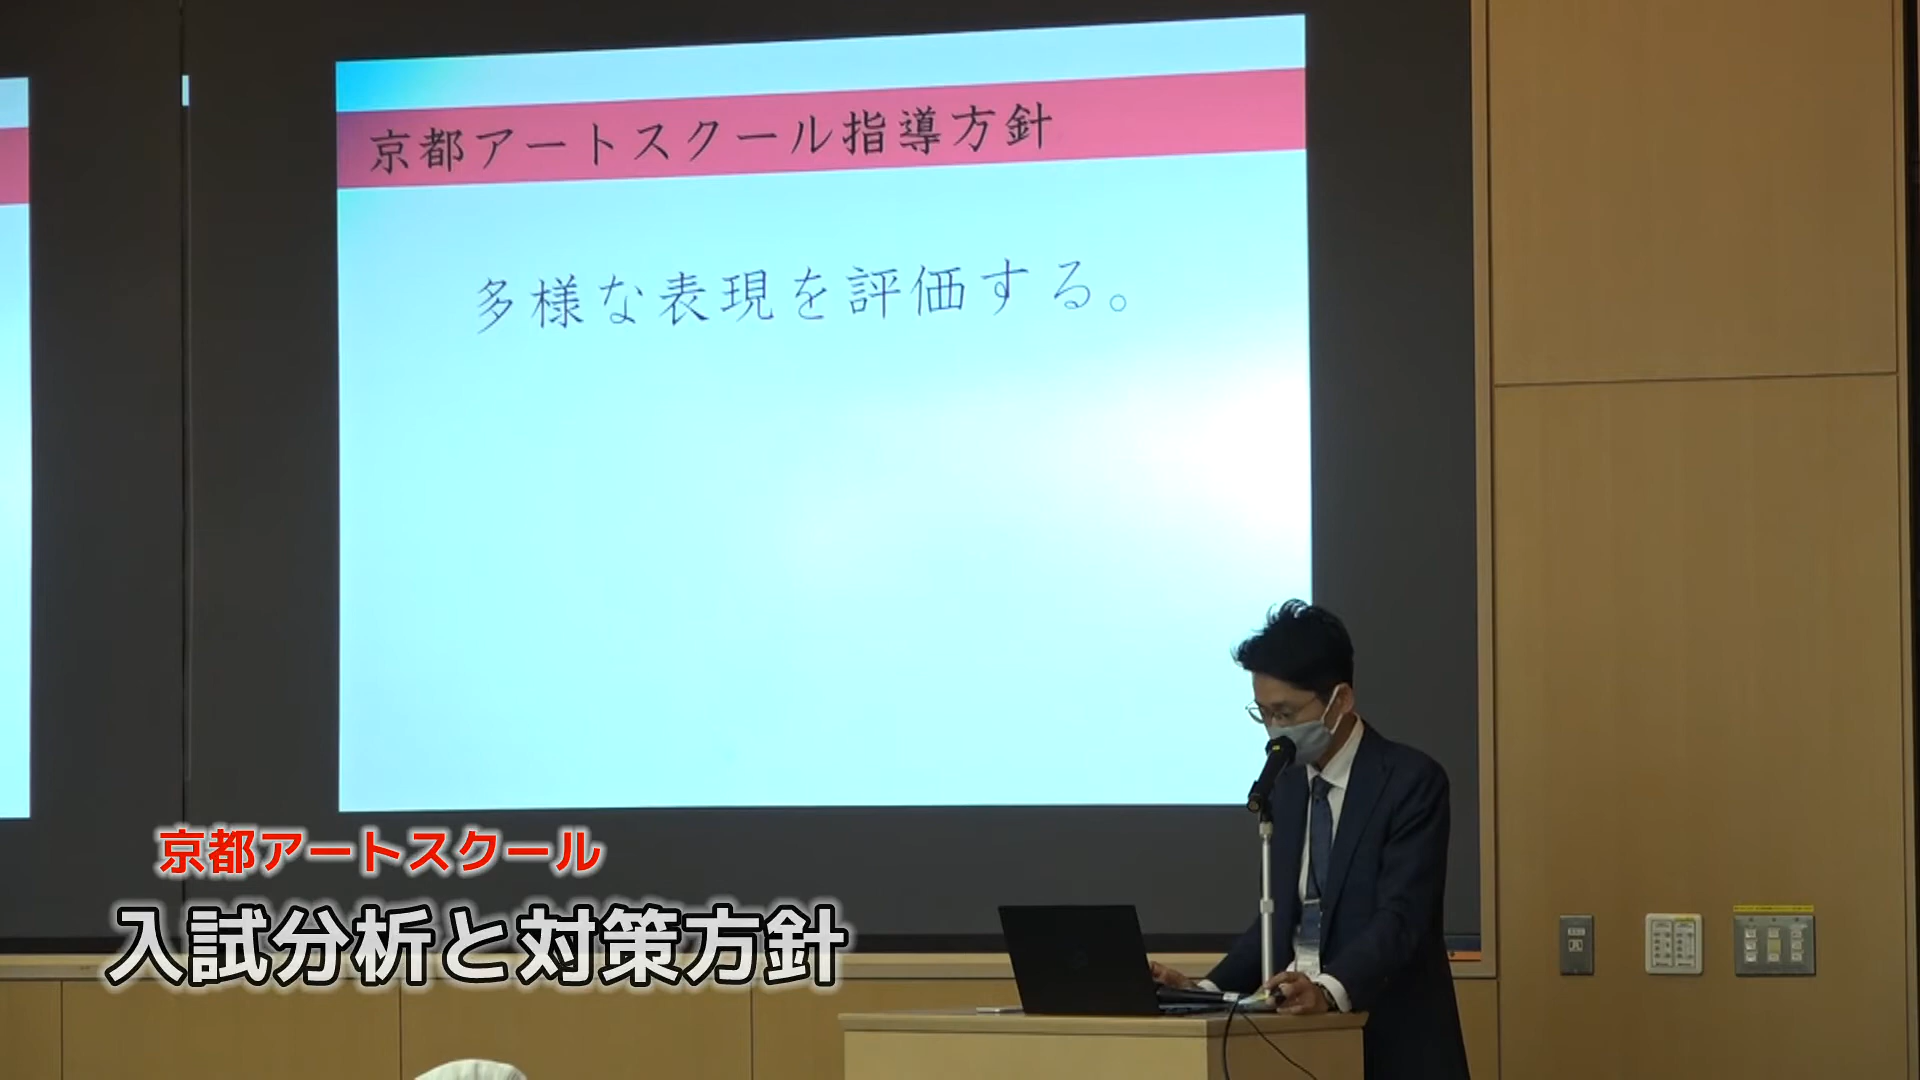 京都アートスクール指導方針
多様な表現を評価する。
京都アートスクール
入試分析と対策方針